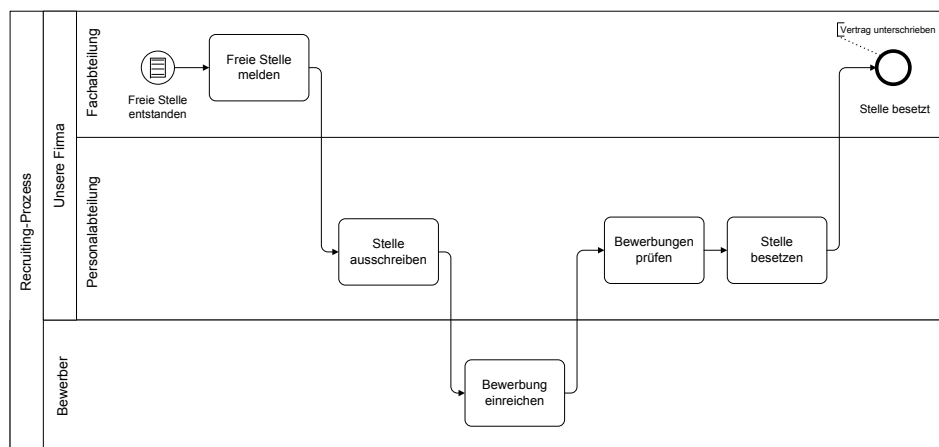 Recruiting-Prozess
Unsere Firma
Fachabteilung
Freie Stelle
entstanden
Freie Stelle
melden
Vertrag unterschrieben
Stelle besetzt
Personalabteilung
Stelle
ausschreiben
Bewerbungen
prüfen
Stelle
besetzen
Bewerber
Bewerbung
einreichen